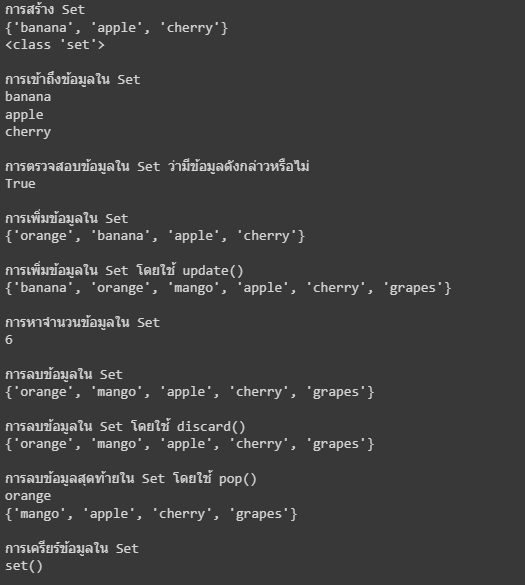 การสร้าง Set
{'banana', 'apple', 'cherry'}
<class 'set'>
การเข้าถึงข้อมูลใน Set
banana
apple
cherry
การตรวจสอบข้อมูลใน Set ว่ามีข้อมูลดังกล่าวหรือไม่
True
การเพิ่มข้อมูลใน Set
{'orange', 'banana', 'apple', 'cherry'}
การเพิ่มข้อมูลใน Set โดยใช้ update()
{'banana', 'orange', 'mango', 'apple', 'cherry', 'grapes'}
การหาจำนวนข้อมูลใน Set
6
การลบข้อมูลใน Set
{'orange', 'mango', 'apple', 'cherry', 'grapes'}
การลบข้อมูลใน Set โดยใช้ discard()
{'orange', 'mango', 'apple', 'cherry', 'grapes'}
การลบข้อมูลสุดท้ายใน Set โดยใช้ pop()
orange
{'mango', 'apple', 'cherry', 'grapes'}
การเครียร์ข้อมูลใน Set
set()